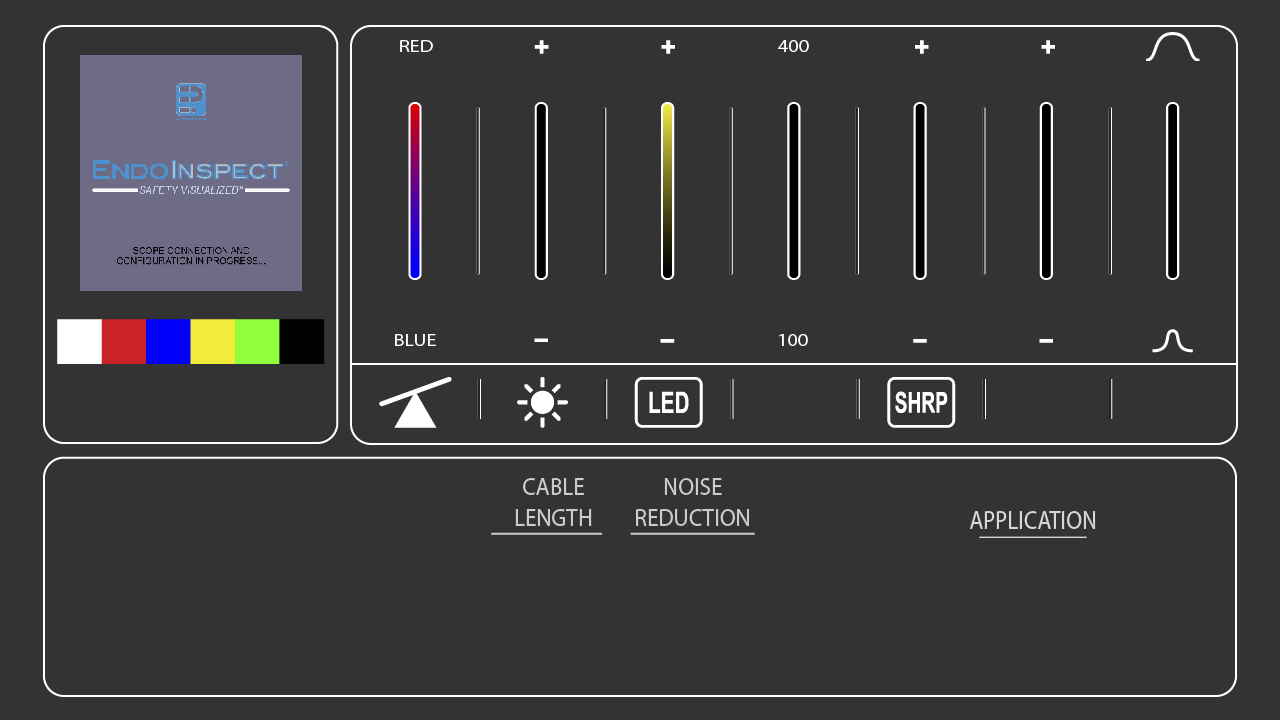 ENDOINSPECT®
SAFETY VISUALIZED™
SCOPE CONNECTION AND
CONFIGURATION IN PROGRESS...
RED
+
+
400
+
+
BLUE
-
-
100
-
-
LED
SHRP
CABLE
LENGTH
NOISE
REDUCTION
APPLICATION